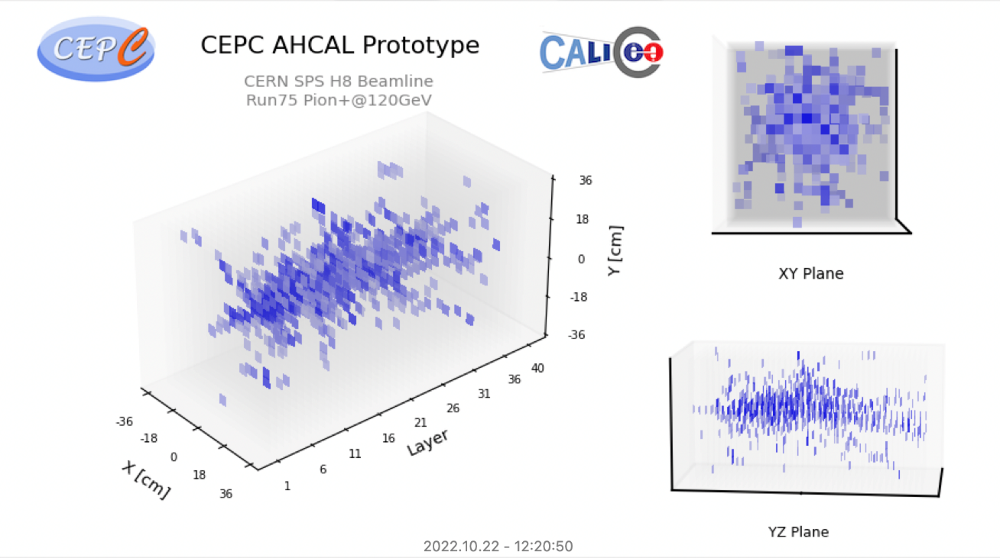 CEPC
CEPC AHCAL Prototype
CALICO
CERN SPS H8 Beamline
Run75 Pion+@120GeV
36
18
0
-18
-36
Y [cm]
-36
-18
0
18
36
X [cm]
1
6
11
16
21
26
31
36
40
Layer
XY Plane
YZ Plane
2022.10.22 - 12:20:50